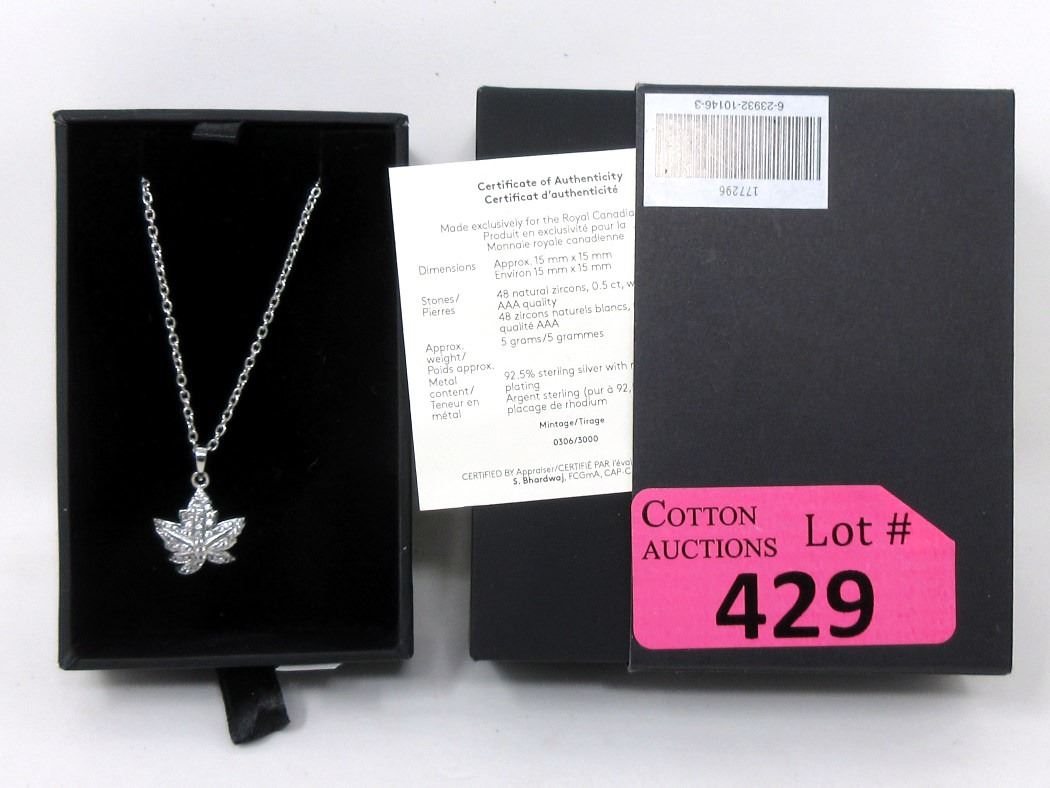 Certificate of Authenticity
Certificat d'authenticité
Made exclusively for the Royal
Produit en exclusivité pour la
Monnaie royale canadienne
Dimensions
Approx. 15 mm x 15 mm
Environ 15 mm x 15 mm
Stones/
Pierres
48 natural zircons, 0.5 ct,
AAA quality
48 zircons naturels blancs,
qualité AAA
Approx.
weight/
Poids approx.
5 grams/5 grammes
Metal
content/
Teneur en
métal
92.5% sterling silver with
plating
Argent sterling (pur à
placage de rhodium
Mintage/Tirage
0306/3000
CERTIFIED BY Appraiser/CERTIFIÉ PAR
S. Bhardwaj, FCGmA,
6-23932-10146-3
177296
COTTON
AUCTIONS
Lot #
429